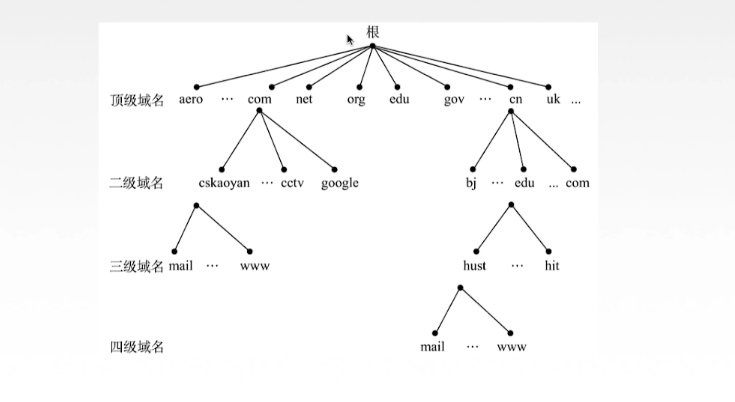 根
顶级域名 aero … com net org edu gov … cn uk ...
二级域名 cskaoyan … cctv google bj … edu ... com
三级域名 mail … www hust … hit
四级域名 mail … www